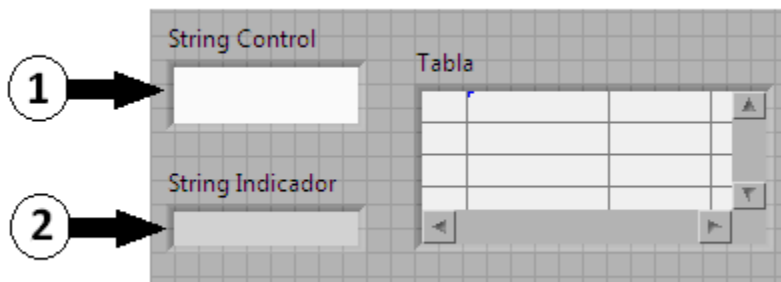 String Control
Tabla
1
String Indicador
2